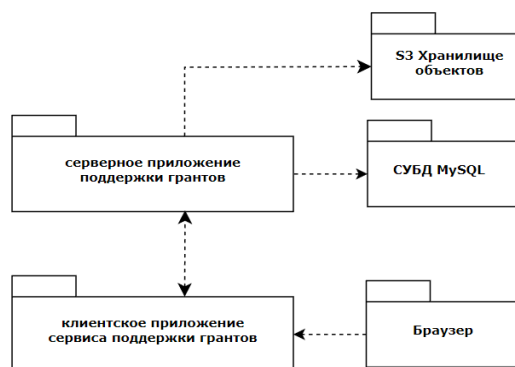 S3 Хранилище
объектов
серверное приложение
поддержки грантов
СУБД MySQL
клиентское приложение
сервиса поддержки грантов
Браузер